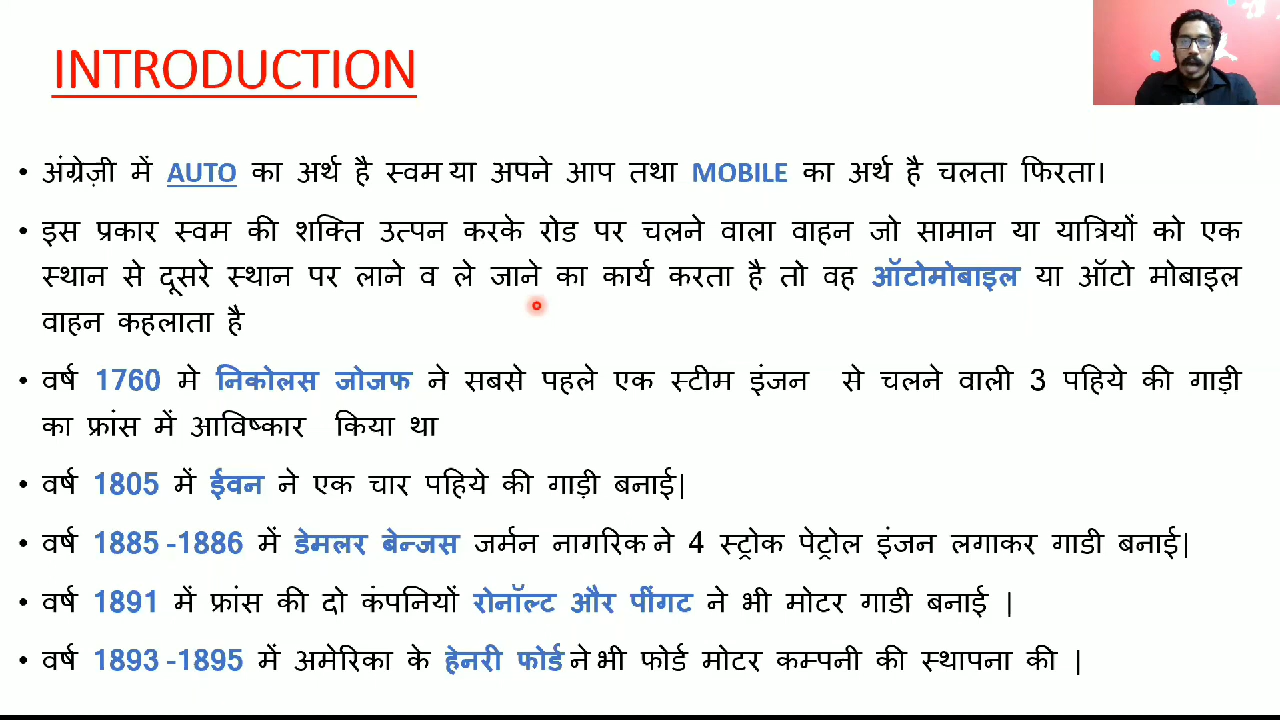 INTRODUCTION
• अंग्रेज़ी में AUTO का अर्थ है स्वम या अपने आप तथा MOBILE का अर्थ है चलता फिरता।
• इस प्रकार स्वम की शक्ति उत्पन करके रोड पर चलने वाला वाहन जो सामान या यात्रियों को एक
स्थान से दूसरे स्थान पर लाने व ले जाने का कार्य करता है तो वह ऑटोमोबाइल या ऑटो मोबाइल
वाहन कहलाता है
• वर्ष 1760 मे निकोलस जोजफ ने सबसे पहले एक स्टीम इंजन से चलने वाली 3 पहिये की गाड़ी
का फ्रांस में आविष्कार किया था
• वर्ष 1805 में ईवन ने एक चार पहिये की गाड़ी बनाई|
• वर्ष 1885 -1886 में डेमलर बेन्जस जर्मन नागरिक ने 4 स्ट्रोक पेट्रोल इंजन लगाकर गाडी बनाई|
• वर्ष 1891 में फ्रांस की दो कंपनियों रोनॉल्ट और पींगट ने भी मोटर गाडी बनाई |
• वर्ष 1893 -1895 में अमेरिका के हेनरी फोर्ड ने भी फोर्ड मोटर कम्पनी की स्थापना की |